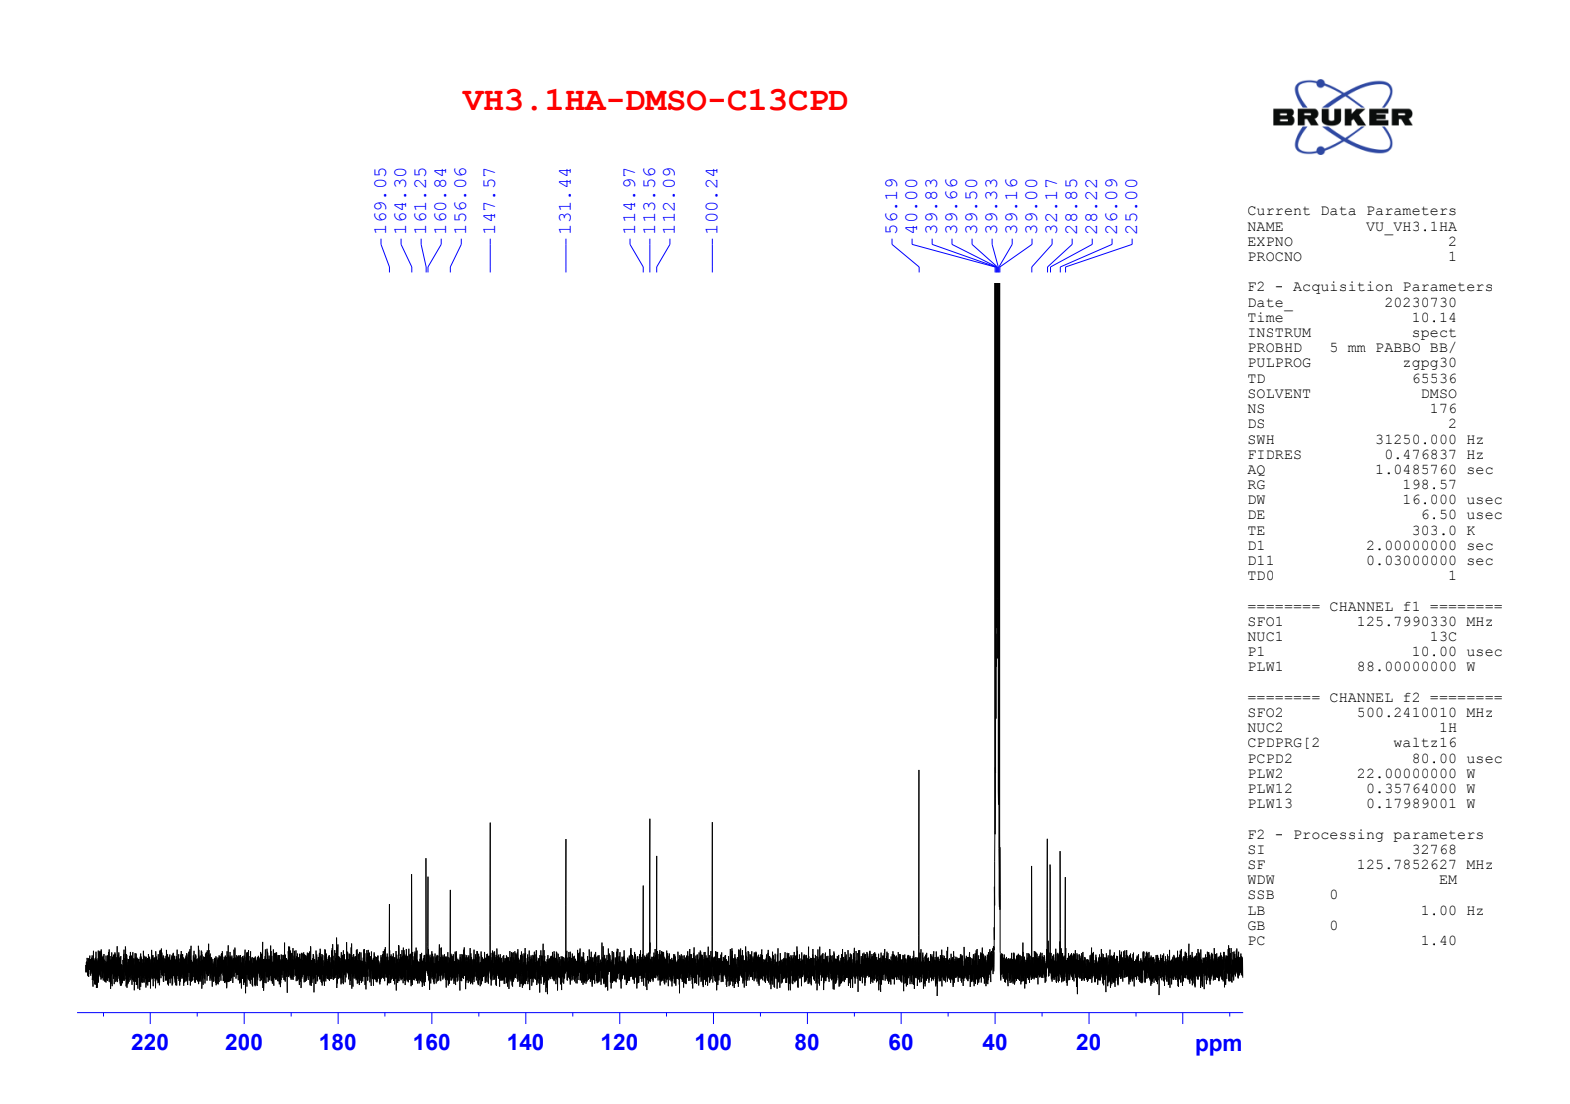 VH3.1HA-DMSO-C13CPD
BRUKER
169.05
164.30
161.25
160.84
156.06
147.57
131.44
114.97
113.56
112.09
100.24
56.19
40.00
39.83
39.66
39.50
39.33
39.16
39.00
32.17
28.85
28.22
26.09
25.00
Current Data Parameters
NAME VU_VH3.1HA
EXPNO 2
PROCNO 1
F2 - Acquisition Parameters
Date_ 20230730
Time 10.14
INSTRUM spect
PROBHD 5 mm PABBO BB/
PULPROG zgpg30
TD 65536
SOLVENT DMSO
NS 176
DS 2
SWH 31250.000 Hz
FIDRES 0.476837 Hz
AQ 1.0485760 sec
RG 198.57
DW 16.000 usec
DE 6.50 usec
TE 303.0 K
D1 2.00000000 sec
D11 0.03000000 sec
TD0 1
======== CHANNEL f1 ========
SFO1 125.7990330 MHz
NUC1 13C
P1 10.00 usec
PLW1 88.00000000 W
======== CHANNEL f2 ========
SFO2 500.2410010 MHz
NUC2 1H
CPDPRG[2 waltz16
PCPD2 80.00 usec
PLW2 22.00000000 W
PLW12 0.35764000 W
PLW13 0.17989001 W
F2 - Processing parameters
SI 32768
SF 125.7852627 MHz
WDW EM
SSB 0
LB 1.00 Hz
GB 0
PC 1.40
220 200 180 160 140 120 100 80 60 40 20 ppm